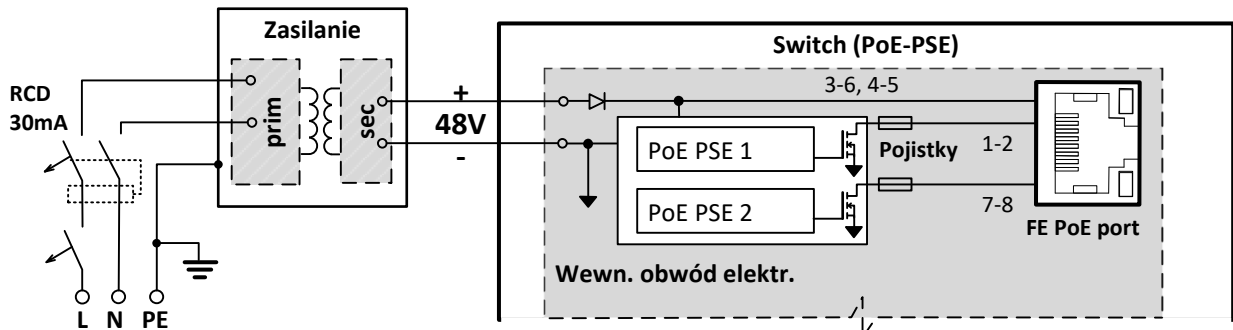 Zasilanie
Switch (PoE-PSE)
RCD
30mA
prim
sec
+
48V
-
3-6, 4-5
PoE PSE 1
Pojistky
1-2
PoE PSE 2
7-8
FE PoE port
Wewn. obwód elektr.
L N PE